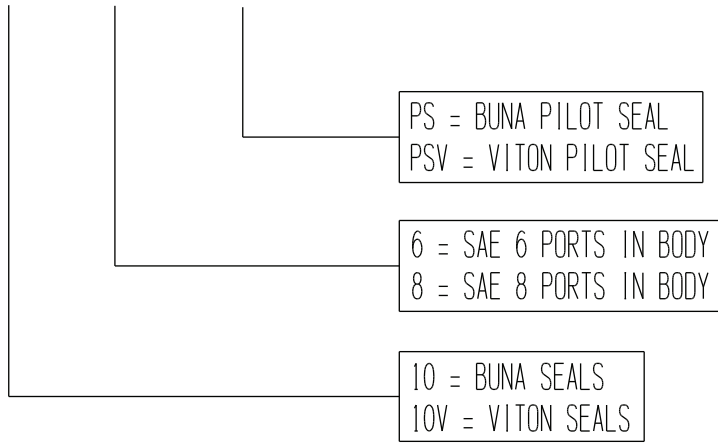 PS = BUNA PILOT SEAL
PSV = VITON PILOT SEAL
6 = SAE 6 PORTS IN BODY
8 = SAE 8 PORTS IN BODY
10 = BUNA SEALS
10V = VITON SEALS